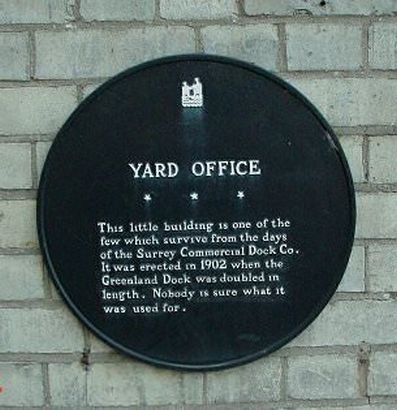 YARD OFFICE
This little building is one of the
few which survive from the days
of the Surrey Commercial Dock Co.
It was erected in 1902 when the
Greenland Dock was doubled in
length. Nobody is sure what it
was used for.